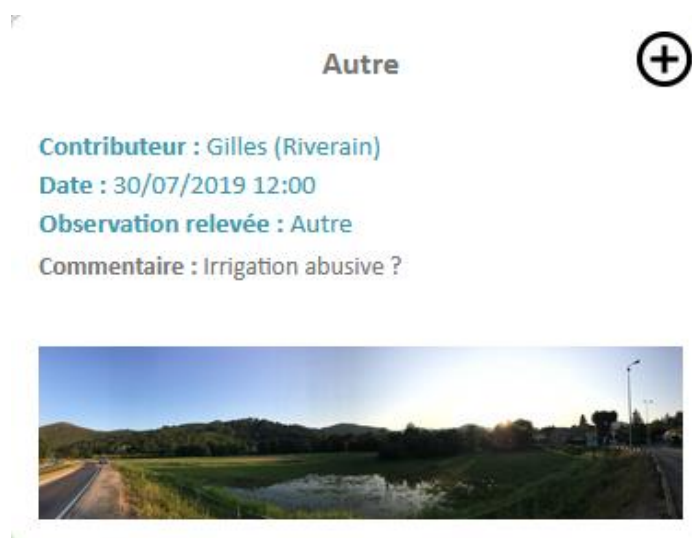 Autre
Contributeur : Gilles (Riverain)
Date : 30/07/2019 12:00
Observation relevée : Autre
Commentaire : Irrigation abusive ?